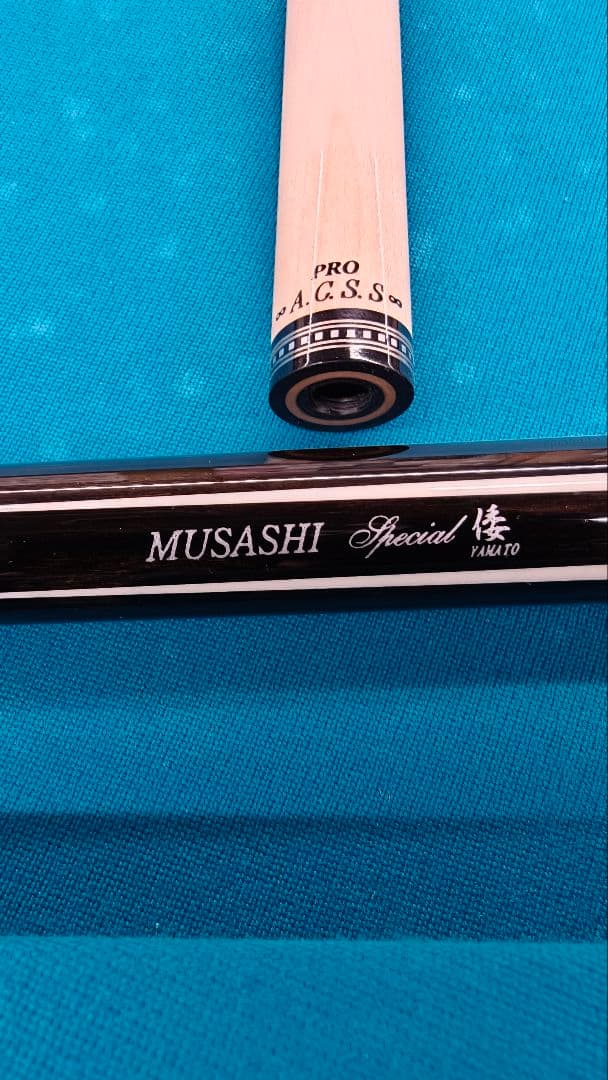 PRO
∞ A.C.S.S ∞
MUSASHI Special 倭
YAMATO